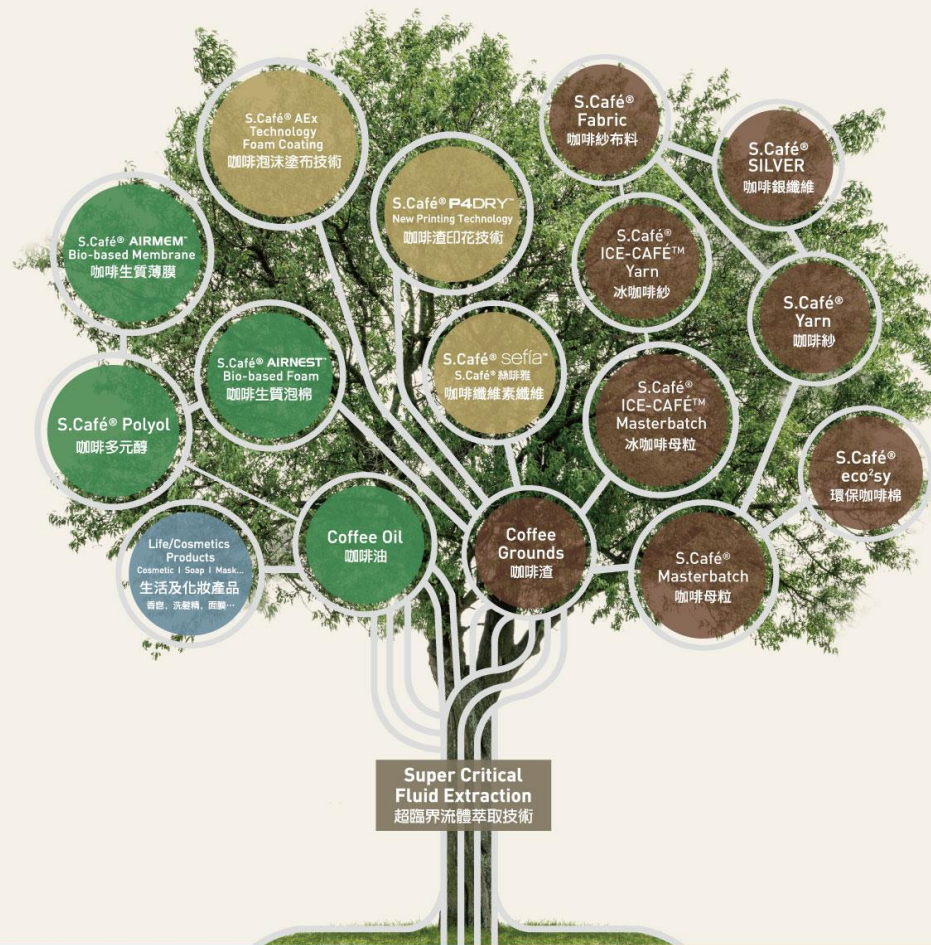 S.Café® AEx
Technology
Foam Coating
咖啡泡沫塗布技術
S.Café®
Fabric
咖啡紗布料
S.Café®
SILVER
咖啡銀纖維
S.Café® P4DRY™
New Printing Technology
咖啡渣印花技術
S.Café® AIRMEM™
Bio-based Membrane
咖啡生質薄膜
S.Café®
ICE-CAFÉ™
Yarn
冰咖啡紗
S.Café®
Yarn
咖啡紗
S.Café® AIRNEST™
Bio-based Foam
咖啡生質泡棉
S.Café® sefia™
S.Café® 絲啡雅
咖啡纖維素纖維
S.Café®
ICE-CAFÉ™
Masterbatch
冰咖啡母粒
S.Café® Polyol
咖啡多元醇
S.Café®
eco²sy
環保咖啡棉
Life/Cosmetics
Products
Cosmetic | Soap | Mask...
生活及化妝產品
香皂、洗髮精、面膜…
Coffee Oil
咖啡油
Coffee
Grounds
咖啡渣
S.Café®
Masterbatch
咖啡母粒
Super Critical
Fluid Extraction
超臨界流體萃取技術